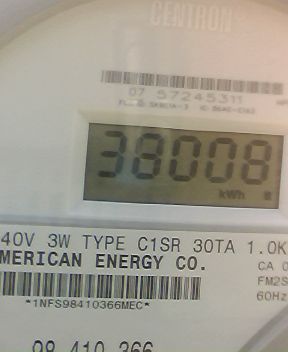 CENTRON
07 57245311
38008
kWh
40V 3W TYPE C1SR 30TA 1.0K
MERICAN ENERGY CO.
CA 0
FM2S
60Hz
*1NFS98410366MEC*
98 410 366